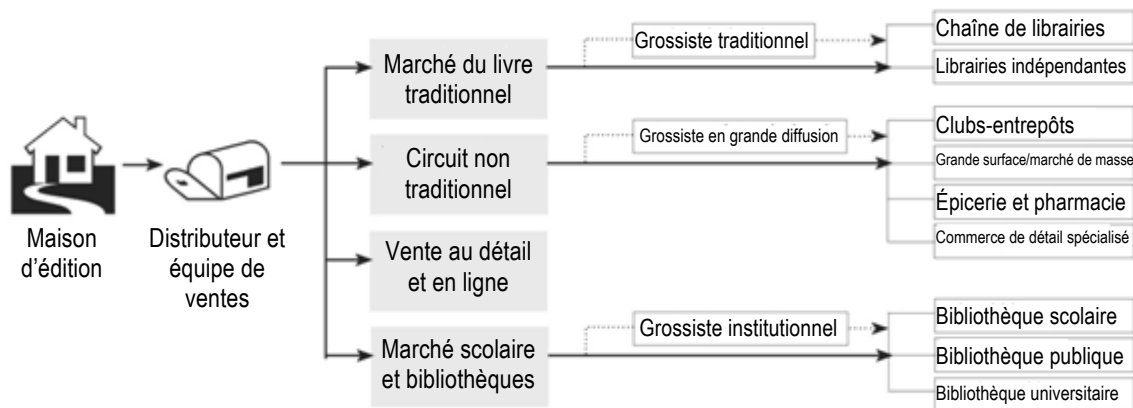 Maison
d'édition
Distributeur et
équipe de
ventes
Marché du livre
traditionnel
Grossiste traditionnel
Chaîne de librairies
Librairies indépendantes
Circuit non
traditionnel
Grossiste en grande diffusion
Clubs-entrepôts
Grande surface/marché de masse
Épicerie et pharmacie
Commerce de détail spécialisé
Vente au détail
et en ligne
Marché scolaire
et bibliothèques
Grossiste institutionnel
Bibliothèque scolaire
Bibliothèque publique
Bibliothèque universitaire